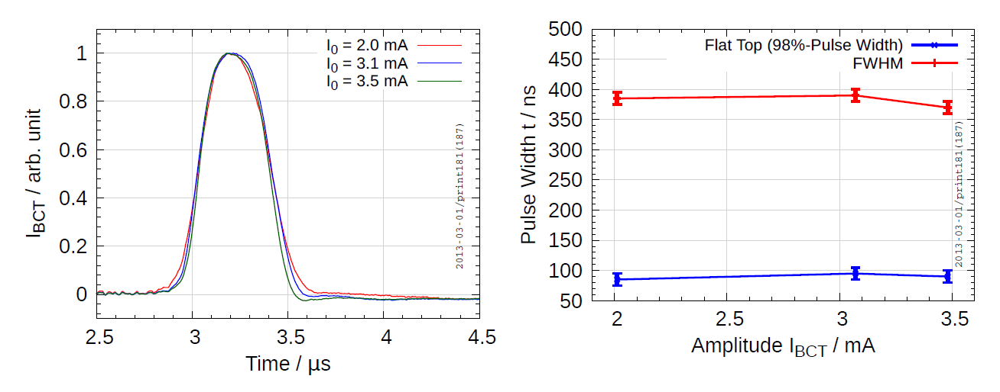 1
0.8
0.6
0.4
0.2
0
I_BCT / arb. unit
I_0 = 2.0 mA
I_0 = 3.1 mA
I_0 = 3.5 mA
2013-03-01/print181(187)
2.5
3
3.5
4
4.5
Time / µs
500
450
400
350
300
250
200
150
100
50
Pulse Width t / ns
Flat Top (98%-Pulse Width)
FWHM
2013-03-01/print181(187)
2
2.5
3
3.5
Amplitude I_BCT / mA